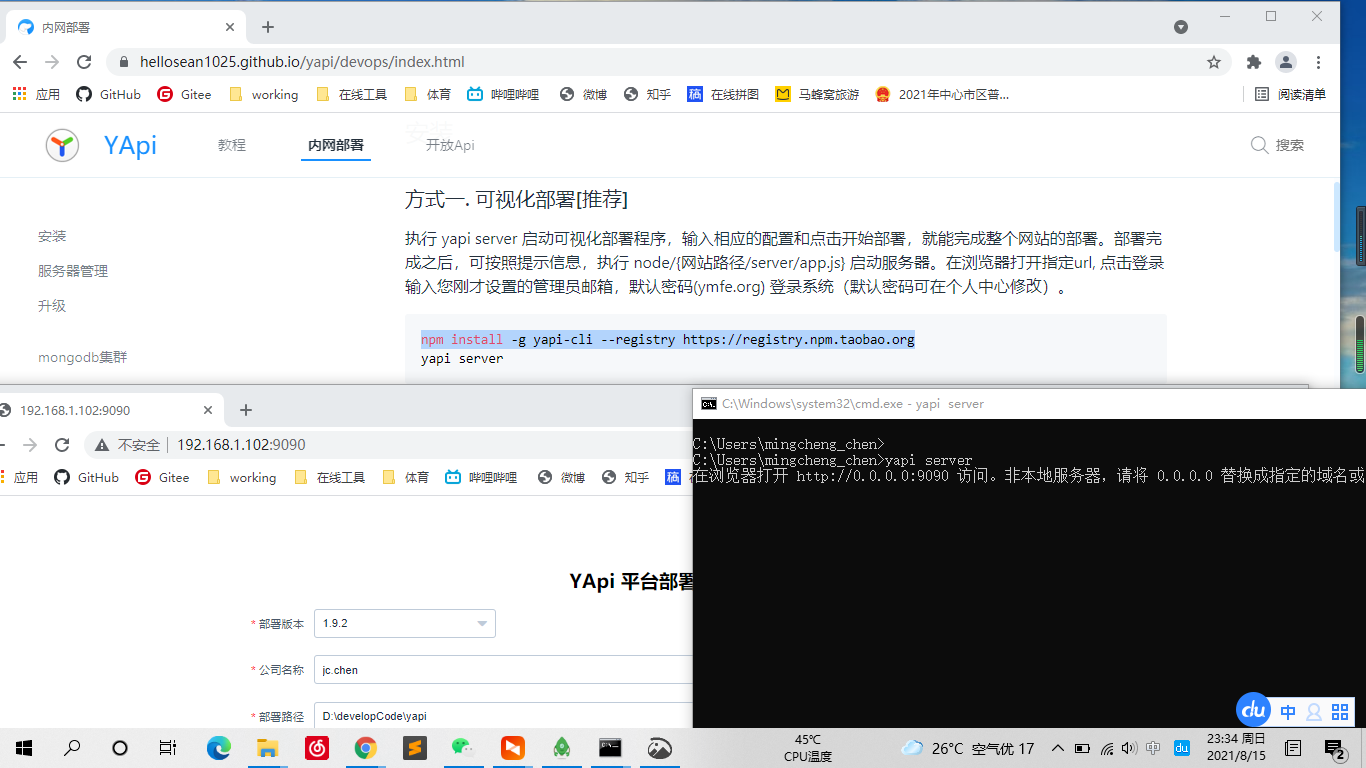 内网部署
hellosean1025.github.io/yapi/devops/index.html
应用 GitHub Gitee working 在线工具 体育 哔哩哔哩 微博 知乎 稿 在线拼图 马蜂窝旅游 2021年中心市区普... 阅读清单
安装
YApi 教程 内网部署 开放Api 搜索
方式一. 可视化部署[推荐]
安装
服务器管理
升级
mongodb集群
执行 yapi server 启动可视化部署程序，输入相应的配置和点击开始部署，就能完成整个网站的部署。部署完
成之后，可按照提示信息，执行 node/{网站路径/server/app.js} 启动服务器。在浏览器打开指定url, 点击登录
输入您刚才设置的管理员邮箱，默认密码(ymfe.org) 登录系统（默认密码可在个人中心修改）。
npm install -g yapi-cli --registry https://registry.npm.taobao.org
yapi server
192.168.1.102:9090
不安全 192.168.1.102:9090
应用 GitHub Gitee working 在线工具 体育 哔哩哔哩 微博 知乎 稿
YApi 平台部署
* 部署版本 1.9.2
* 公司名称 jc.chen
* 部署路径 D:\developCode\yapi
C:\Windows\system32\cmd.exe - yapi server
C:\Users\mingcheng_chen>
C:\Users\mingcheng_chen>yapi server
在浏览器打开 http://0.0.0.0:9090 访问。非本地服务器，请将 0.0.0.0 替换成指定的域名或
du 中
45℃
CPU温度
26°C 空气优 17
中 du
23:34 周日
2021/8/15
2